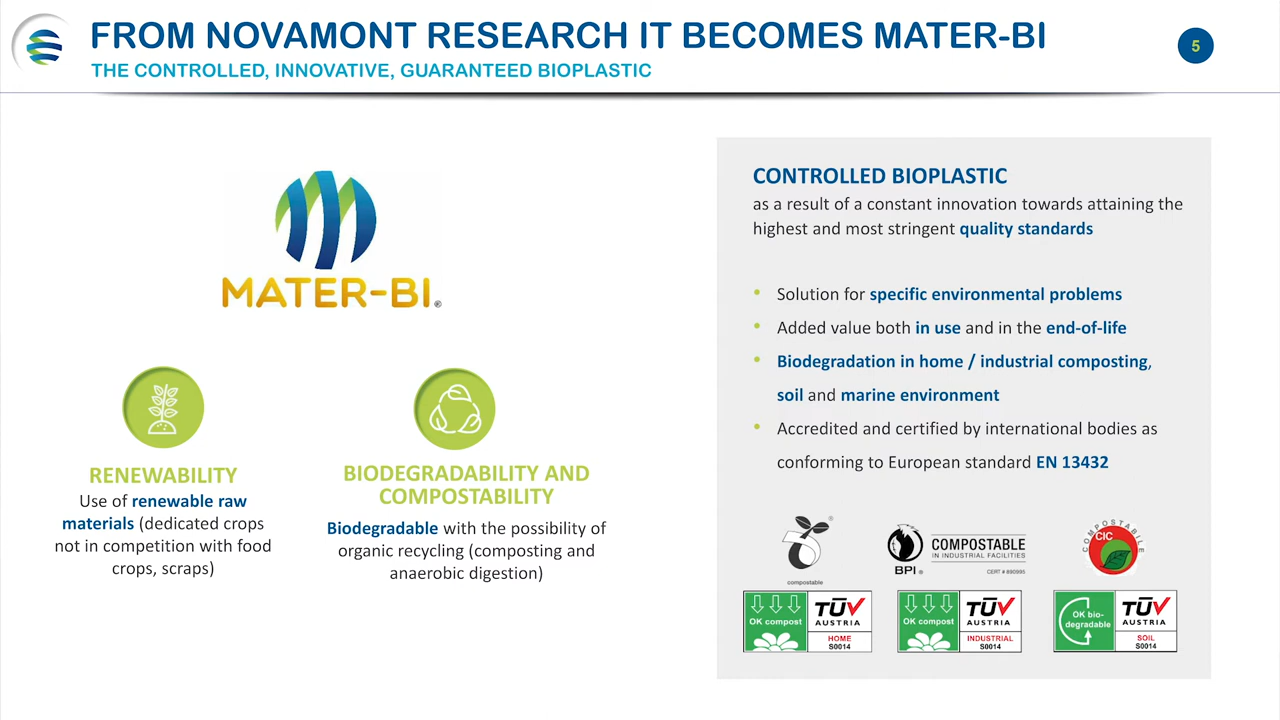 FROM NOVAMONT RESEARCH IT BECOMES MATER-BI
THE CONTROLLED, INNOVATIVE, GUARANTEED BIOPLASTIC
5
MATER-BI®
RENEWABILITY
Use of renewable raw
materials (dedicated crops
not in competition with food
crops, scraps)
BIODEGRADABILITY AND
COMPOSTABILITY
Biodegradable with the possibility of
organic recycling (composting and
anaerobic digestion)
CONTROLLED BIOPLASTIC
as a result of a constant innovation towards attaining the
highest and most stringent quality standards
• Solution for specific environmental problems
• Added value both in use and in the end-of-life
• Biodegradation in home / industrial composting,
soil and marine environment
• Accredited and certified by international bodies as
conforming to European standard EN 13432
®
compostable
BPI®
COMPOSTABLE
IN INDUSTRIAL FACILITIES
CERT # 890995
COMPOSTABILE
CIC
OK compost
TÜV
AUSTRIA
HOME
S0014
OK compost
TÜV
AUSTRIA
INDUSTRIAL
S0014
OK bio-
degradable
TÜV
AUSTRIA
SOIL
S0014